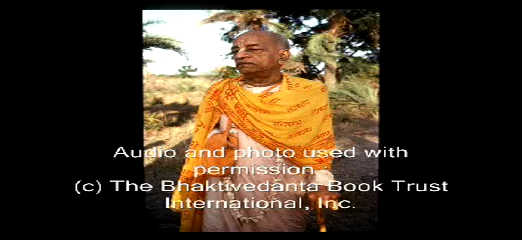 Audio and photo used with
permission
(c) The Bhaktivedanta Book Trust
International, Inc.